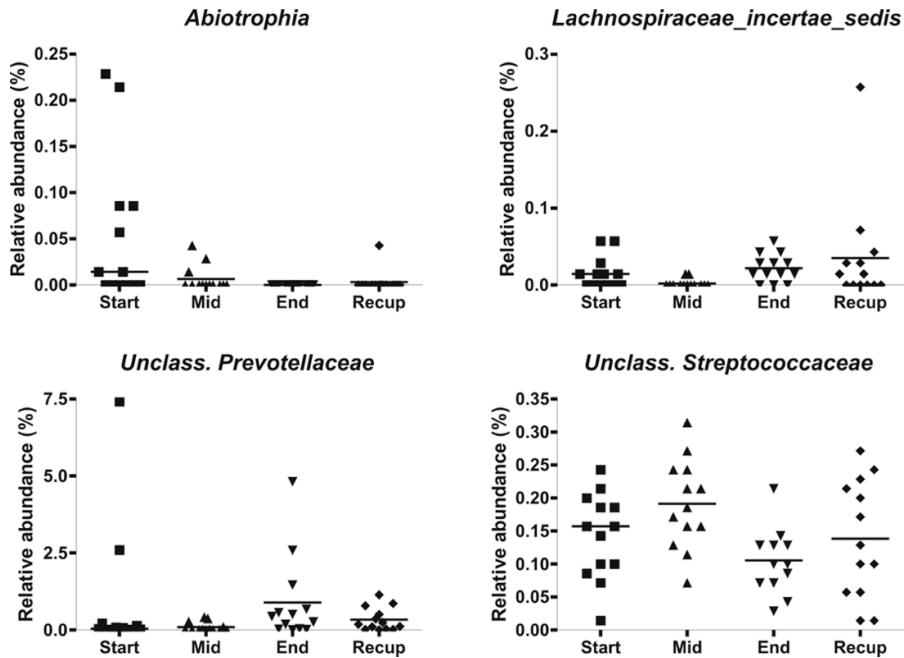 Abiotrophia
Relative abundance (%)
0.25
0.20
0.15
0.10
0.05
0.00
Start Mid End Recup
Lachnospiraceae_incertae_sedis
Relative abundance (%)
0.3
0.2
0.1
0.0
Start Mid End Recup
Unclass. Prevotellaceae
Relative abundance (%)
7.5
5.0
2.5
0.0
Start Mid End Recup
Unclass. Streptococcaceae
Relative abundance (%)
0.35
0.30
0.25
0.20
0.15
0.10
0.05
0.00
Start Mid End Recup